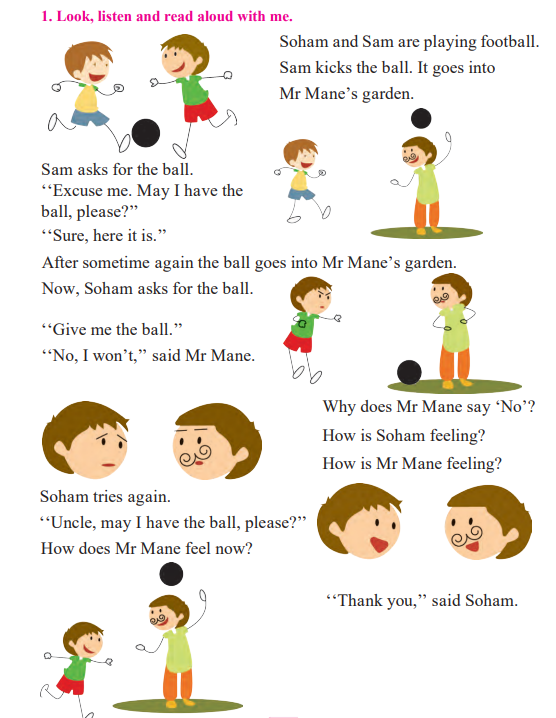 1. Look, listen and read aloud with me.
Soham and Sam are playing football.
Sam kicks the ball. It goes into
Mr Mane’s garden.
Sam asks for the ball.
‘‘Excuse me. May I have the
ball, please?’’
‘‘Sure, here it is.’’
After sometime again the ball goes into Mr Mane’s garden.
Now, Soham asks for the ball.
‘‘Give me the ball.’’
‘‘No, I won’t,’’ said Mr Mane.
Why does Mr Mane say ‘No’?
How is Soham feeling?
How is Mr Mane feeling?
Soham tries again.
‘‘Uncle, may I have the ball, please?’’
How does Mr Mane feel now?
‘‘Thank you,’’ said Soham.